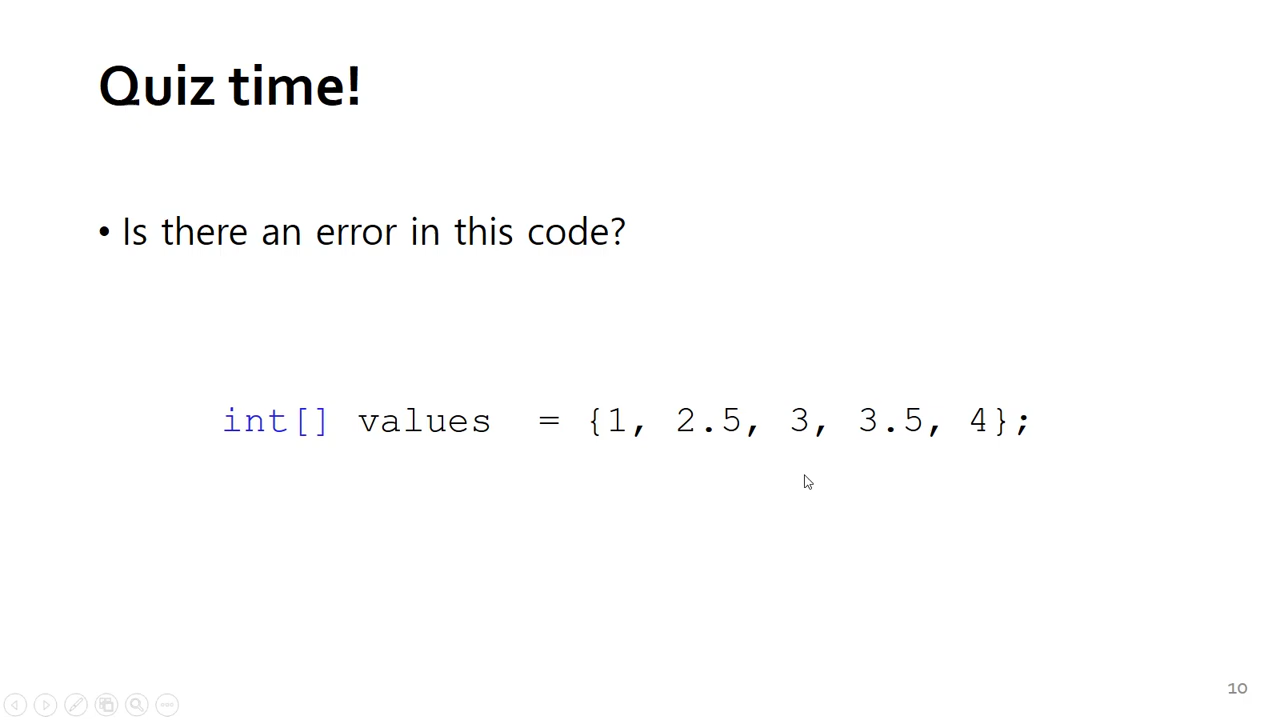 Quiz time!
• Is there an error in this code?
int[] values = {1, 2.5, 3, 3.5, 4};
10